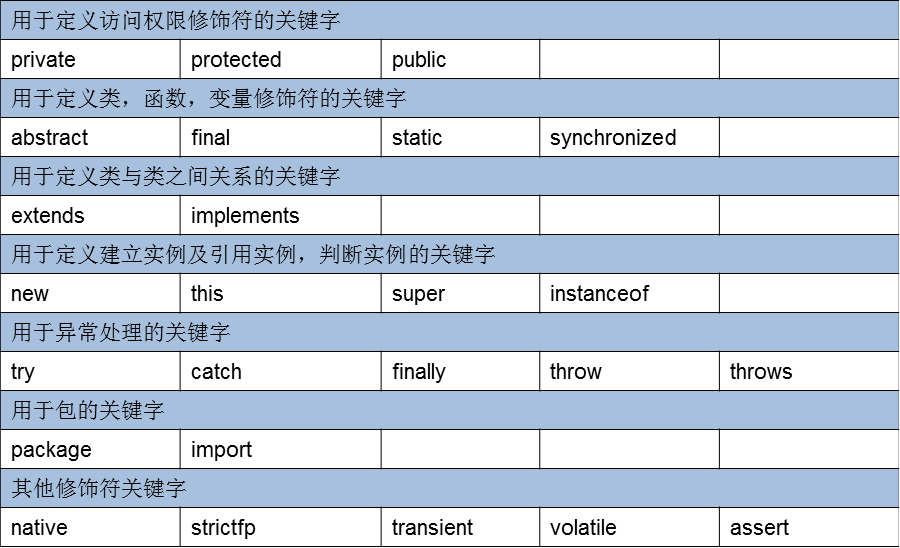 用于定义访问权限修饰符的关键字
private protected public
用于定义类，函数，变量修饰符的关键字
abstract final static synchronized
用于定义类与类之间关系的关键字
extends implements
用于定义建立实例及引用实例，判断实例的关键字
new this super instanceof
用于异常处理的关键字
try catch finally throw throws
用于包的关键字
package import
其他修饰符关键字
native strictfp transient volatile assert